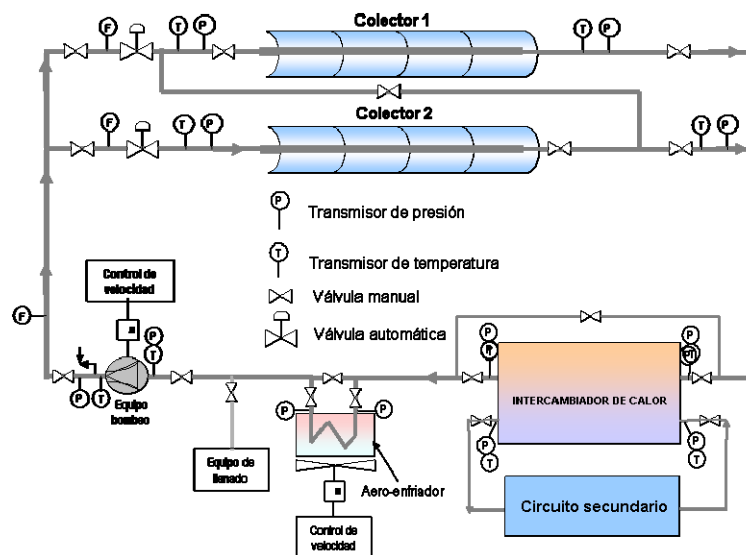 Colector 1
F
T
P
T
P
Colector 2
F
T
P
T
P
P
Transmisor de presión
T
Transmisor de temperatura
Válvula manual
Válvula automática
Control de
velocidad
F
P
T
P
T
Equipo
bombeo
P
P
P
P
T
INTERCAMBIADOR DE CALOR
P
T
P
T
Equipo de
llenado
Aero-enfriador
Circuito secundario
Control de
velocidad